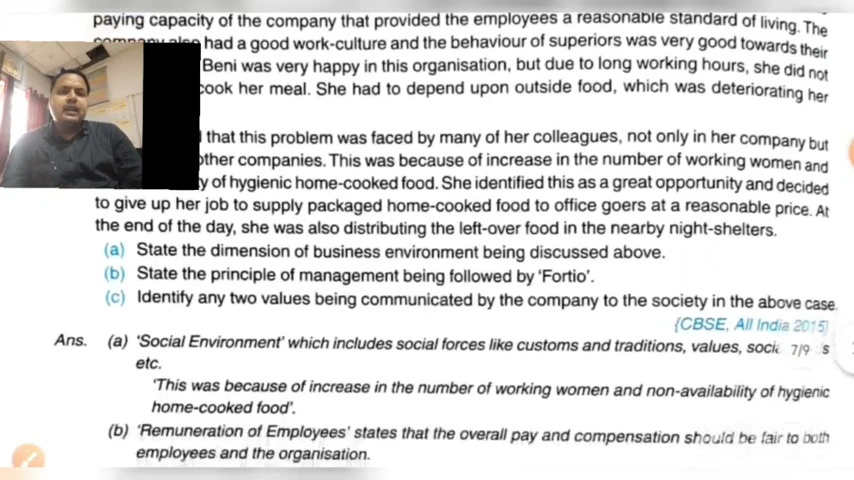 paying capacity of the company that provided the employees a reasonable standard of living. The
had a good work-culture and the behaviour of superiors was very good towards their
Beni was very happy in this organisation, but due to long working hours, she did not
cook her meal. She had to depend upon outside food, which was deteriorating her
that this problem was faced by many of her colleagues, not only in her company but
other companies. This was because of increase in the number of working women and
of hygienic home-cooked food. She identified this as a great opportunity and decided
to give up her job to supply packaged home-cooked food to office goers at a reasonable price. At
the end of the day, she was also distributing the left-over food in the nearby night-shelters.
(a) State the dimension of business environment being discussed above.
(b) State the principle of management being followed by 'Fortio'.
(c) Identify any two values being communicated by the company to the society in the above case.
{CBSE, All India 2015}
Ans. (a) 'Social Environment' which includes social forces like customs and traditions, values, 7/9
etc.
'This was because of increase in the number of working women and non-availability of hygienic
home-cooked food'.
(b) 'Remuneration of Employees' states that the overall pay and compensation should be fair to both
employees and the organisation.